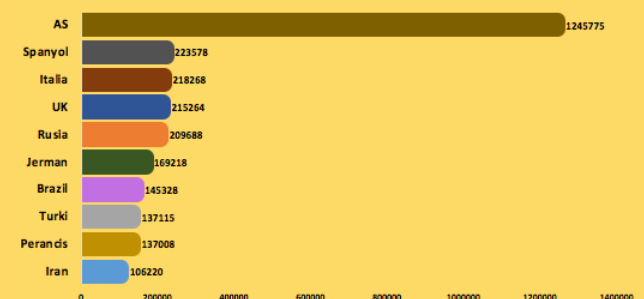 AS 1245775
Spanyol 223578
Italia 218268
UK 215264
Rusia 209688
Jerman 169218
Brazil 145328
Turki 137115
Perancis 137008
Iran 106220
0 200000 400000 600000 800000 1000000 1200000 1400000